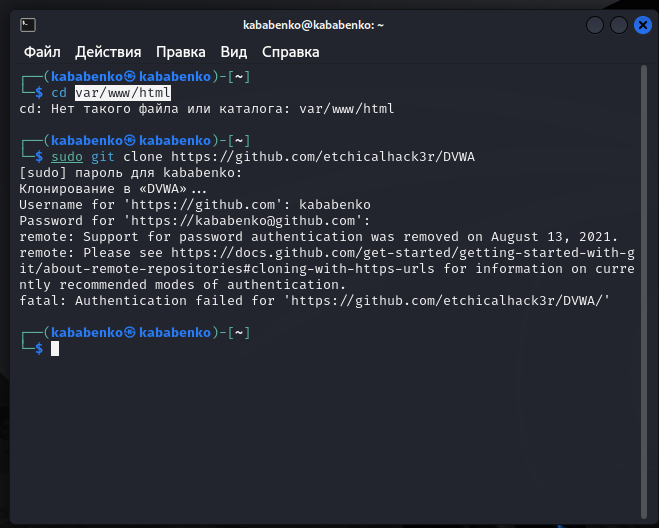 kababenko@kababenko: ~
Файл Действия Правка Вид Справка
┌──(kababenko㉿kababenko)-[~]
└─$ cd var/www/html
cd: Нет такого файла или каталога: var/www/html
┌──(kababenko㉿kababenko)-[~]
└─$ sudo git clone https://github.com/etchicalhack3r/DVWA
[sudo] пароль для kababenko:
Клонирование в «DVWA»...
Username for 'https://github.com': kababenko
Password for 'https://kababenko@github.com':
remote: Support for password authentication was removed on August 13, 2021.
remote: Please see https://docs.github.com/get-started/getting-started-with-g
it/about-remote-repositories#cloning-with-https-urls for information on curre
ntly recommended modes of authentication.
fatal: Authentication failed for 'https://github.com/etchicalhack3r/DVWA/'
┌──(kababenko㉿kababenko)-[~]
└─$